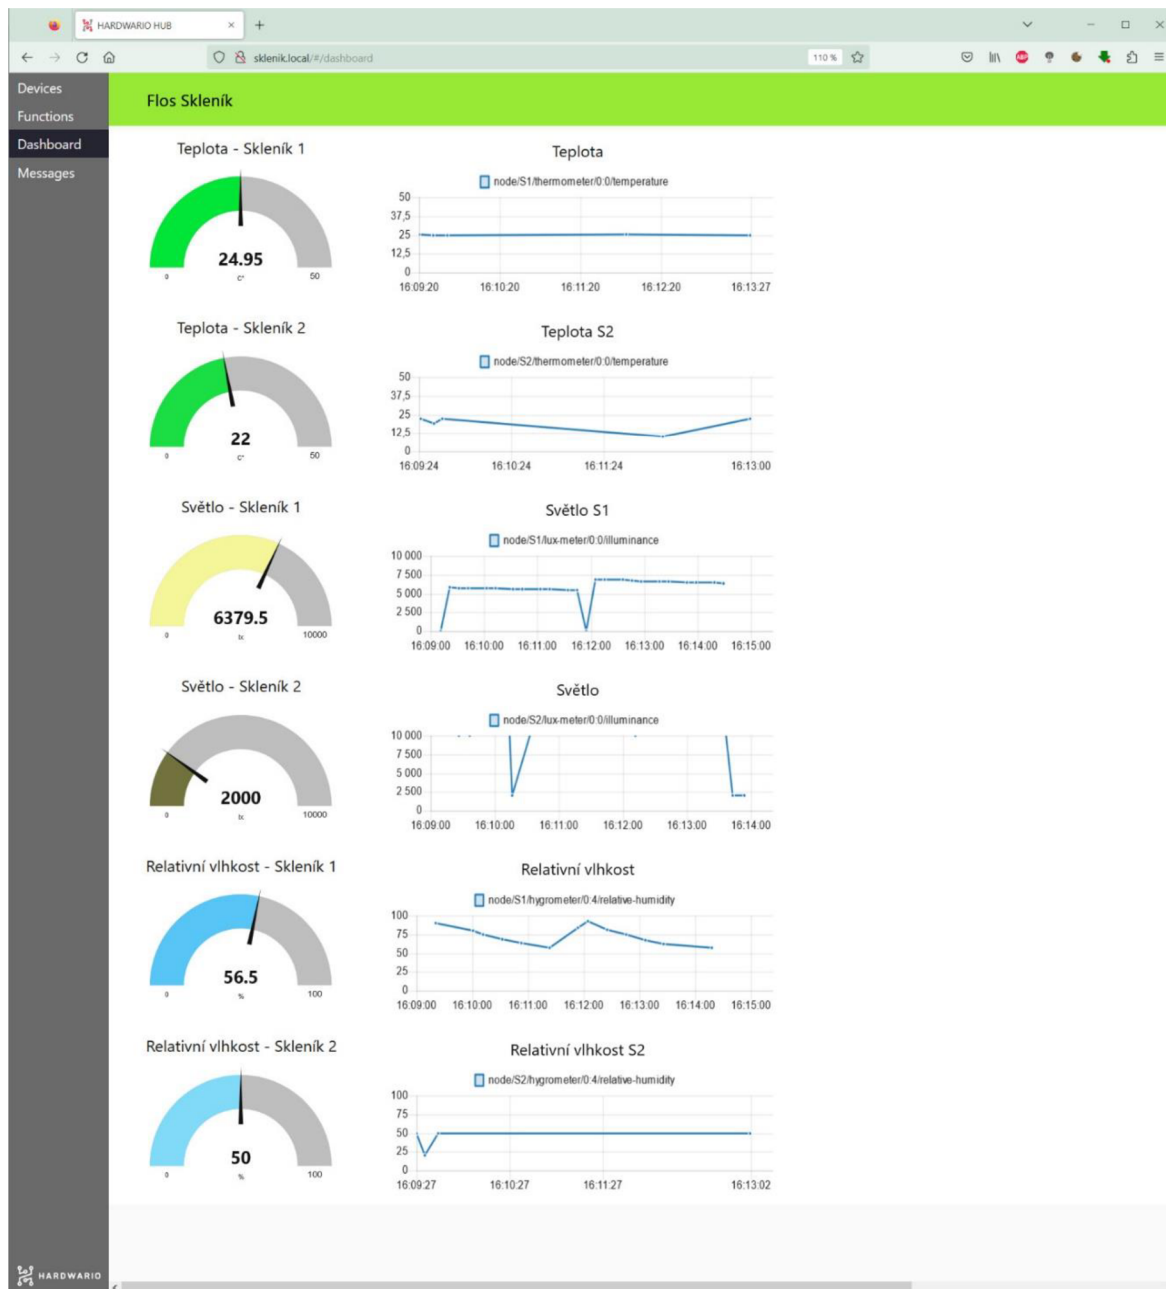 HARDWARIO HUB
sklenik.local/#/dashboard
110 %
ABP
Devices
Functions
Dashboard
Messages
Flos Skleník
Teplota - Skleník 1
24.95
0
C°
50
Teplota
node/S1/thermometer/0:0/temperature
50
37,5
25
12,5
0
16:09:20 16:10:20 16:11:20 16:12:20 16:13:27
Teplota - Skleník 2
22
0
C°
50
Teplota S2
node/S2/thermometer/0:0/temperature
50
37,5
25
12,5
0
16:09:24 16:10:24 16:11:24 16:13:00
Světlo - Skleník 1
6379.5
0
lx
10000
Světlo S1
node/S1/lux-meter/0:0/illuminance
10 000
7 500
5 000
2 500
0
16:09:00 16:10:00 16:11:00 16:12:00 16:13:00 16:14:00 16:15:00
Světlo - Skleník 2
2000
0
lx
10000
Světlo
node/S2/lux-meter/0:0/illuminance
10 000
7 500
5 000
2 500
0
16:09:00 16:10:00 16:11:00 16:12:00 16:13:00 16:14:00
Relativní vlhkost - Skleník 1
56.5
0
%
100
Relativní vlhkost
node/S1/hygrometer/0:4/relative-humidity
100
75
50
25
0
16:09:00 16:10:00 16:11:00 16:12:00 16:13:00 16:14:00 16:15:00
Relativní vlhkost - Skleník 2
50
0
%
100
Relativní vlhkost S2
node/S2/hygrometer/0:4/relative-humidity
100
75
50
25
0
16:09:27 16:10:27 16:11:27 16:13:02
HARDWARIO